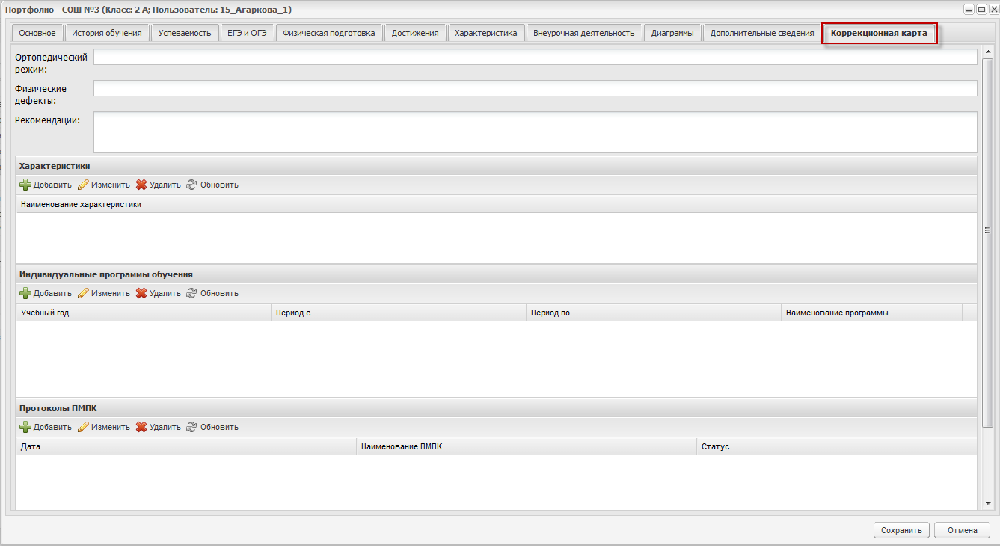 Портфолио - СОШ №3 (Класс: 2 А; Пользователь: 15_Агаркова_1)
Основное История обучения Успеваемость ЕГЭ и ОГЭ Физическая подготовка Достижения Характеристика Внеурочная деятельность Диаграммы Дополнительные сведения Коррекционная карта
Ортопедический
режим:
Физические
дефекты:
Рекомендации:
Характеристики
Добавить Изменить Удалить Обновить
Наименование характеристики
Индивидуальные программы обучения
Добавить Изменить Удалить Обновить
Учебный год Период с Период по Наименование программы
Протоколы ПМПК
Добавить Изменить Удалить Обновить
Дата Наименование ПМПК Статус
Сохранить Отмена